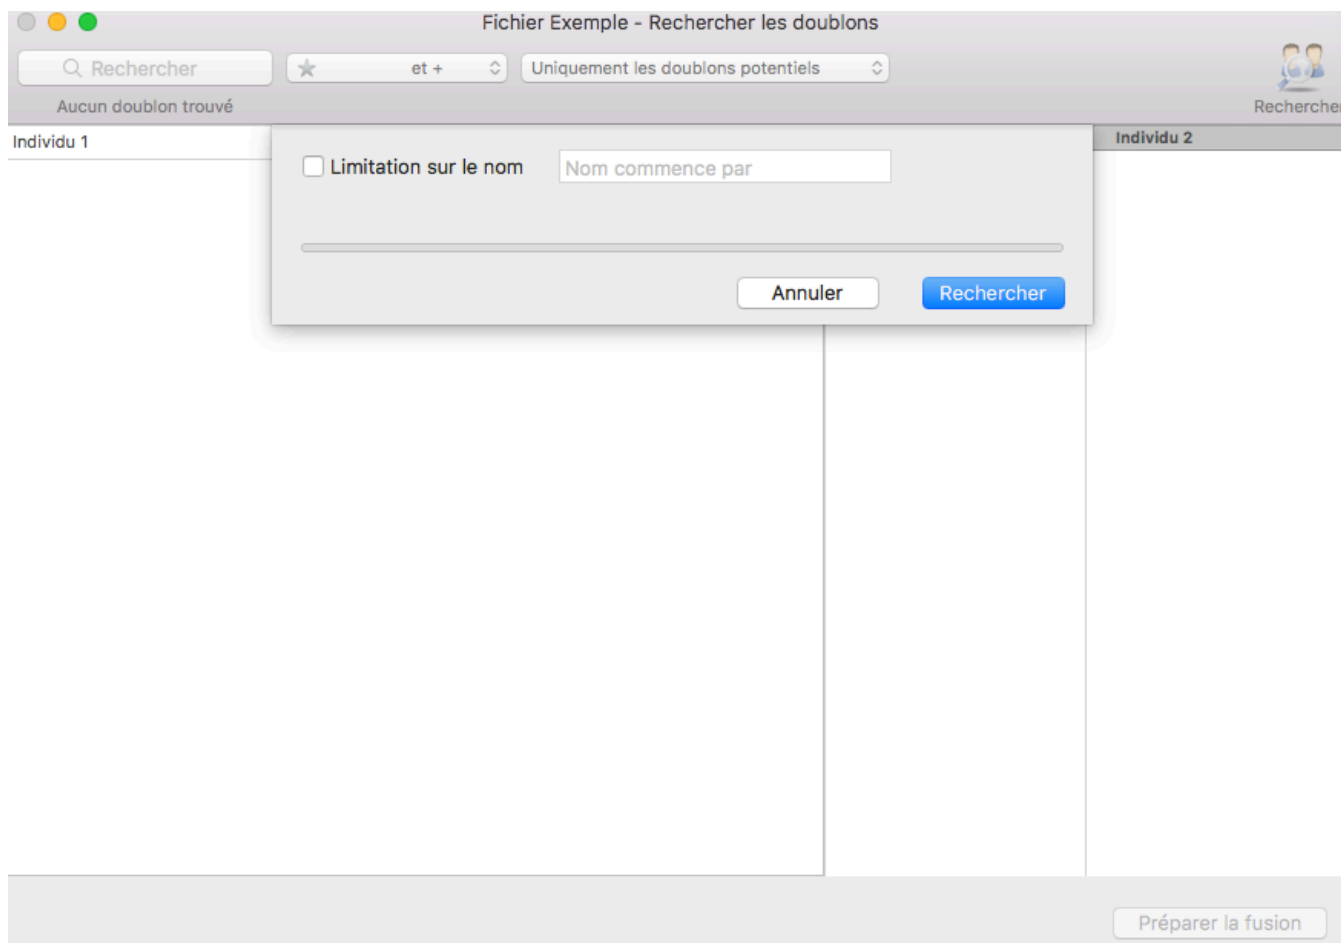 Fichier Exemple - Rechercher les doublons
Rechercher
et +
Uniquement les doublons potentiels
Aucun doublon trouvé
Rechercher
Individu 1
Individu 2
Limitation sur le nom
Nom commence par
Annuler
Rechercher
Préparer la fusion